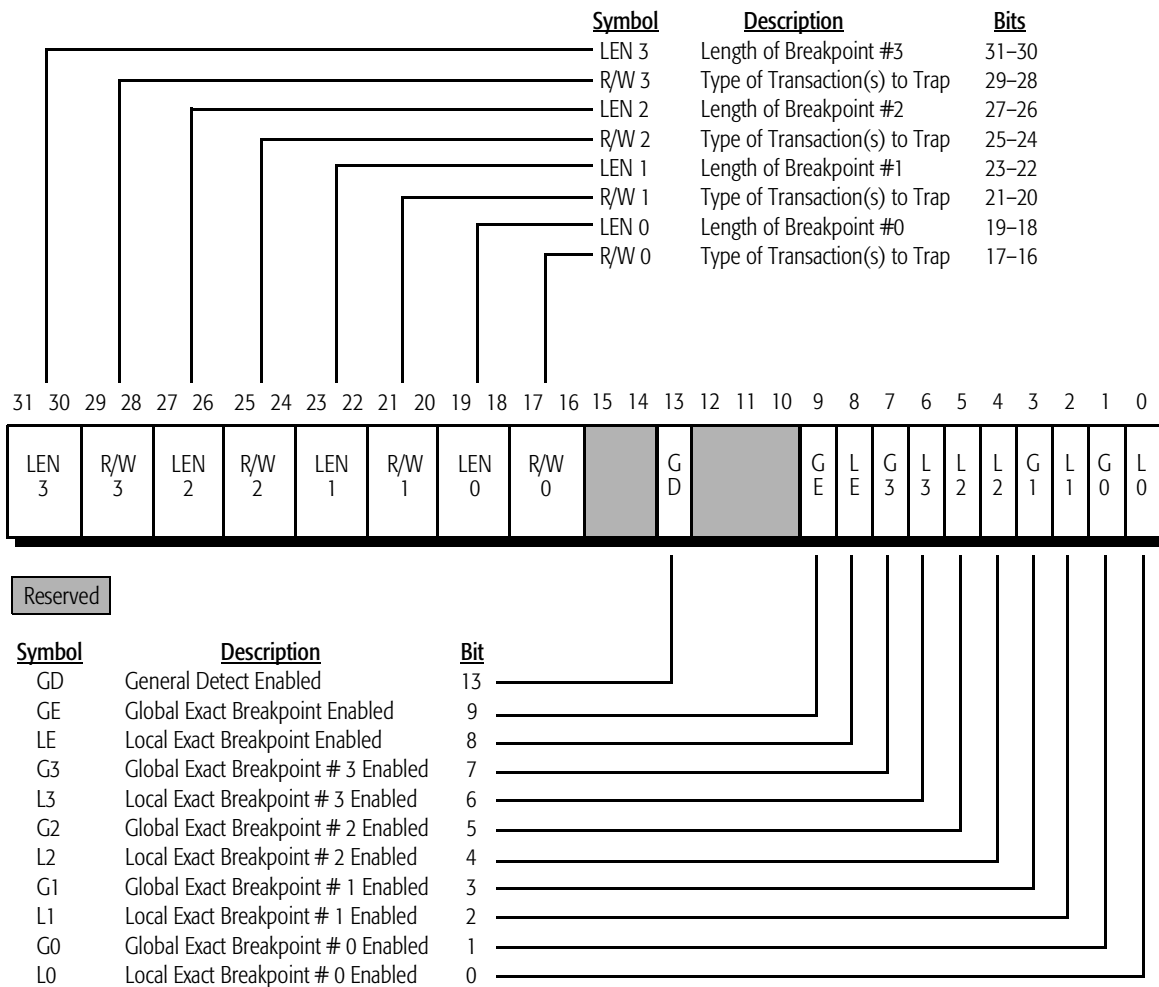 Symbol Description Bits
LEN 3 Length of Breakpoint #3 31–30
R/W 3 Type of Transaction(s) to Trap 29–28
LEN 2 Length of Breakpoint #2 27–26
R/W 2 Type of Transaction(s) to Trap 25–24
LEN 1 Length of Breakpoint #1 23–22
R/W 1 Type of Transaction(s) to Trap 21–20
LEN 0 Length of Breakpoint #0 19–18
R/W 0 Type of Transaction(s) to Trap 17–16
31 30 29 28 27 26 25 24 23 22 21 20 19 18 17 16 15 14 13 12 11 10 9 8 7 6 5 4 3 2 1 0
LEN R/W LEN R/W LEN R/W LEN R/W G G L G L L L G L G L
3 3 2 2 1 1 0 0 D E E 3 3 2 2 1 1 0 0
Reserved
Symbol Description Bit
GD General Detect Enabled 13
GE Global Exact Breakpoint Enabled 9
LE Local Exact Breakpoint Enabled 8
G3 Global Exact Breakpoint # 3 Enabled 7
L3 Local Exact Breakpoint # 3 Enabled 6
G2 Global Exact Breakpoint # 2 Enabled 5
L2 Local Exact Breakpoint # 2 Enabled 4
G1 Global Exact Breakpoint # 1 Enabled 3
L1 Local Exact Breakpoint # 1 Enabled 2
G0 Global Exact Breakpoint # 0 Enabled 1
L0 Local Exact Breakpoint # 0 Enabled 0